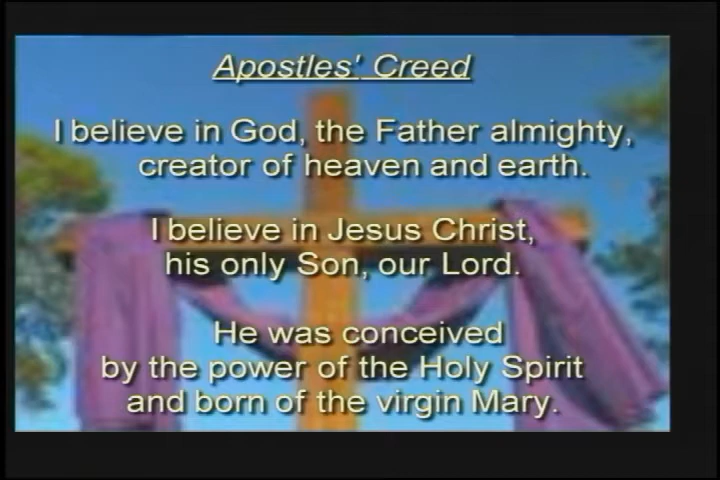 Apostles' Creed
I believe in God, the Father almighty,
creator of heaven and earth.
I believe in Jesus Christ,
his only Son, our Lord.
He was conceived
by the power of the Holy Spirit
and born of the virgin Mary.